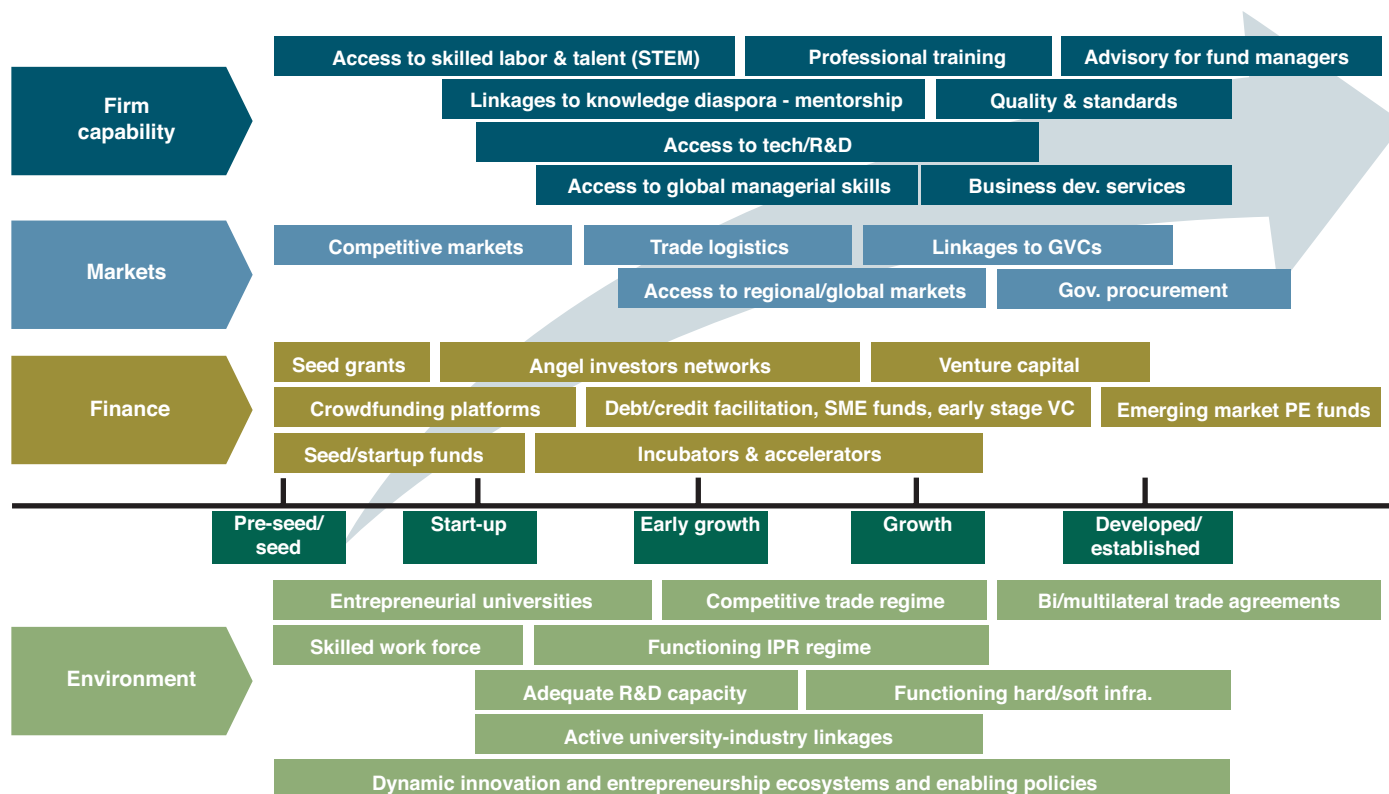 Access to skilled labor & talent (STEM)
Professional training
Advisory for fund managers
Firm
capability
Linkages to knowledge diaspora - mentorship
Quality & standards
Access to tech/R&D
Access to global managerial skills
Business dev. services
Markets
Competitive markets
Trade logistics
Linkages to GVCs
Access to regional/global markets
Gov. procurement
Finance
Seed grants
Angel investors networks
Venture capital
Crowdfunding platforms
Debt/credit facilitation, SME funds, early stage VC
Emerging market PE funds
Seed/startup funds
Incubators & accelerators
Pre-seed/
seed
Start-up
Early growth
Growth
Developed/
established
Environment
Entrepreneurial universities
Competitive trade regime
Bi/multilateral trade agreements
Skilled work force
Functioning IPR regime
Adequate R&D capacity
Functioning hard/soft infra.
Active university-industry linkages
Dynamic innovation and entrepreneurship ecosystems and enabling policies